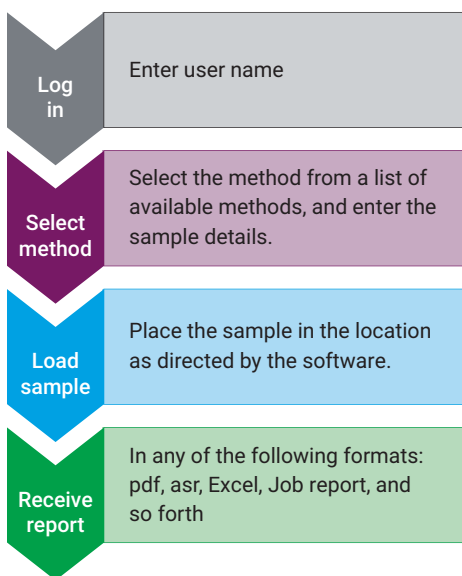 Log
in
Enter user name
Select
method
Select the method from a list of
available methods, and enter the
sample details.
Load
sample
Place the sample in the location
as directed by the software.
Receive
report
In any of the following formats:
pdf, asr, Excel, Job report, and
so forth